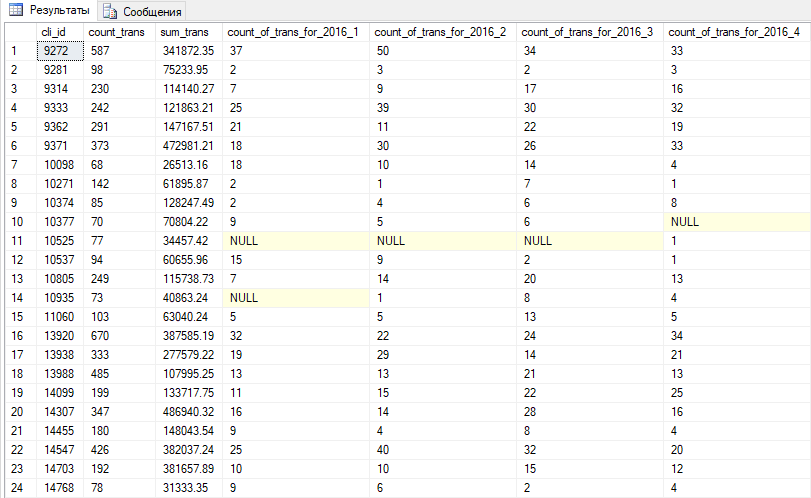 Результаты Сообщения
cli_id count_trans sum_trans count_of_trans_for_2016_1 count_of_trans_for_2016_2 count_of_trans_for_2016_3 count_of_trans_for_2016_4
1 9272 587 341872.35 37 50 34 33
2 9281 98 75233.95 2 3 2 3
3 9314 230 114140.27 7 9 17 16
4 9333 242 121863.21 25 39 30 32
5 9362 291 147167.51 21 11 22 19
6 9371 373 472981.21 18 30 26 33
7 10098 68 26513.16 18 10 14 4
8 10271 142 61895.87 2 1 7 1
9 10374 85 128247.49 2 4 6 8
10 10377 70 70804.22 9 5 6 NULL
11 10525 77 34457.42 NULL NULL NULL 1
12 10537 94 60655.96 15 9 2 1
13 10805 249 115738.73 7 14 20 13
14 10935 73 40863.24 NULL 1 8 4
15 11060 103 63040.24 5 5 13 5
16 13920 670 387585.19 32 22 24 34
17 13938 333 277579.22 19 29 14 21
18 13988 485 107995.25 13 13 21 13
19 14099 199 133717.75 11 15 22 25
20 14307 347 486940.32 16 14 28 16
21 14455 180 148043.54 9 4 8 4
22 14547 426 382037.24 25 40 32 20
23 14703 192 381657.89 10 10 15 12
24 14768 78 31333.35 9 6 2 4